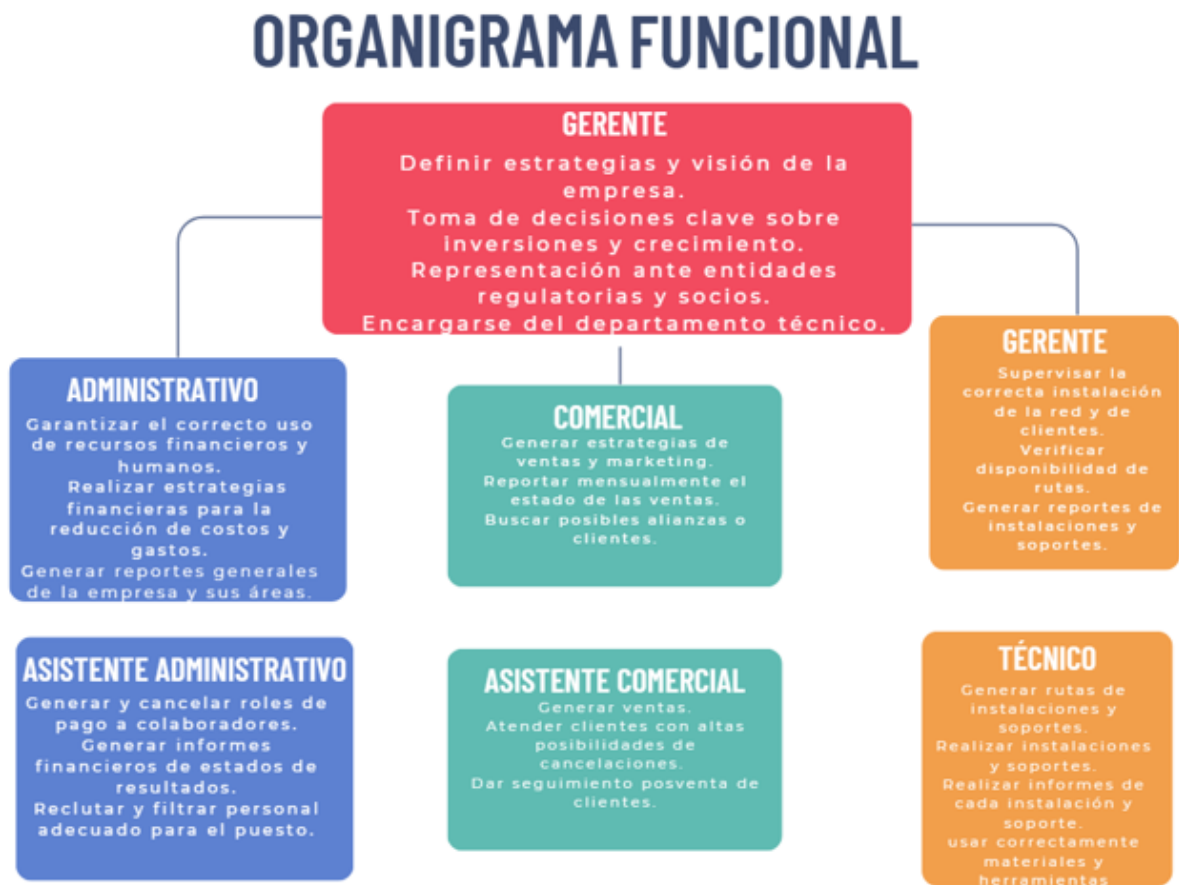 ORGANIGRAMA FUNCIONAL
GERENTE
Definir estrategias y visión de la
empresa.
Toma de decisiones clave sobre
inversiones y crecimiento.
Representación ante entidades
regulatorias y socios.
Encargarse del departamento técnico.
ADMINISTRATIVO
Garantizar el correcto uso
de recursos financieros y
humanos.
Realizar estrategias
financieras para la
reducción de costos y
gastos.
Generar reportes generales
de la empresa y sus áreas.
COMERCIAL
Generar estrategias de
ventas y marketing.
Reportar mensualmente el
estado de las ventas.
Buscar posibles alianzas o
clientes.
GERENTE
Supervisar la
correcta instalación
de la red y de
clientes.
Verificar
disponibilidad de
rutas.
Generar reportes de
instalaciones y
soportes.
ASISTENTE ADMINISTRATIVO
Generar y cancelar roles de
pago a colaboradores.
Generar informes
financieros de estados de
resultados.
Reclutar y filtrar personal
adecuado para el puesto.
ASISTENTE COMERCIAL
Generar ventas.
Atender clientes con altas
posibilidades de
cancelaciones.
Dar seguimiento posventa de
clientes.
TÉCNICO
Generar rutas de
instalaciones y
soportes.
Realizar instalaciones
y soportes.
Realizar informes de
cada instalación y
soporte.
usar correctamente
materiales y
herramientas